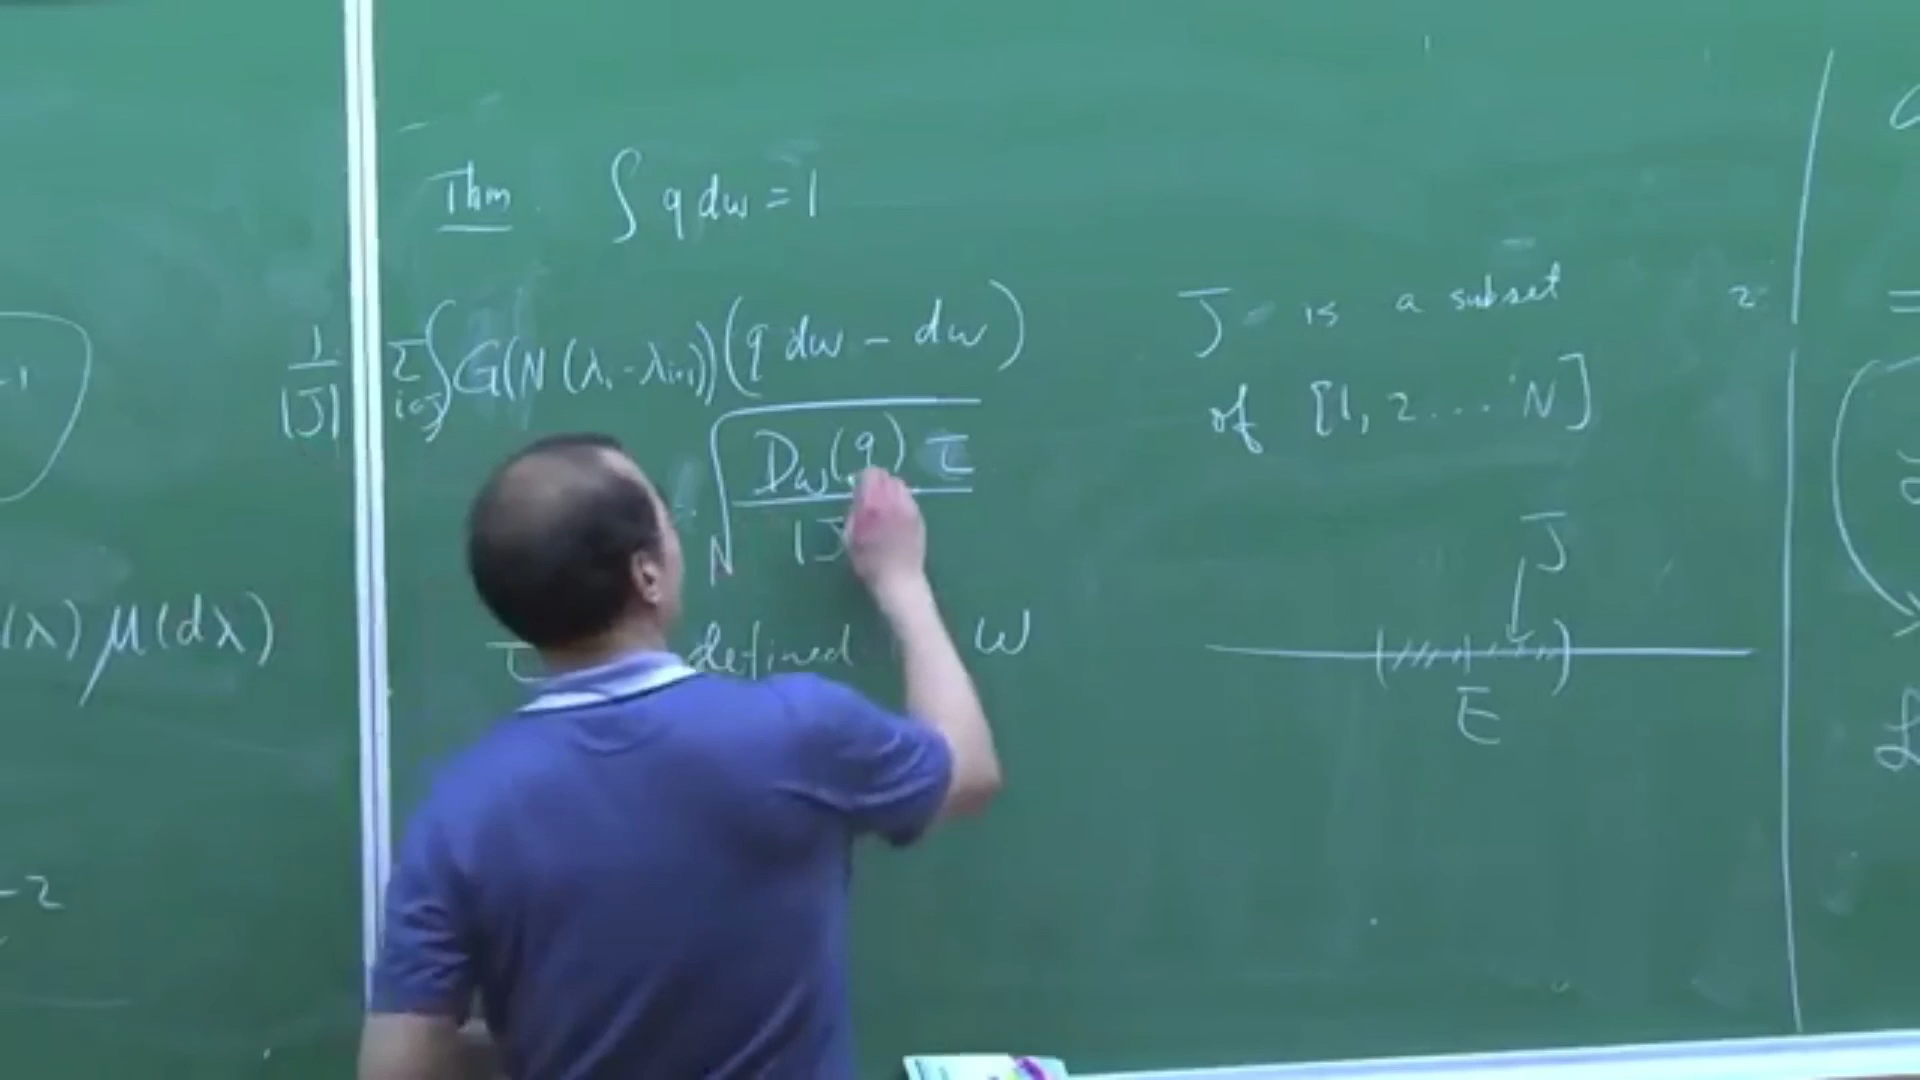 Thm. ∫ q dω = 1
1/|J| Σ_{i∈J} ∫ G(N(λ_i - λ_{i+1})) (q dω - dω)
√(D_ω(q) τ / |J
τ defined ω
J is a subset
of [1, 2 ... N]
J
E
(λ) μ(dλ)
-1
-2
2